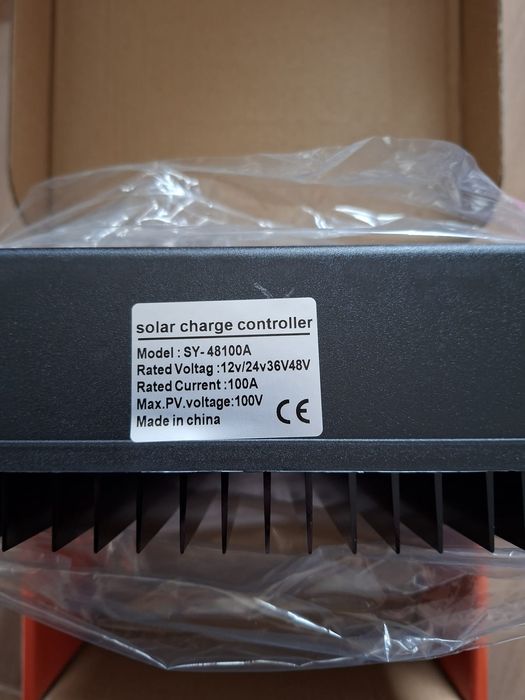 solar charge controller
Model : SY- 48100A
Rated Voltag :12v/24v36V48V
Rated Current :100A
Max.PV.voltage:100V
Made in china
CE